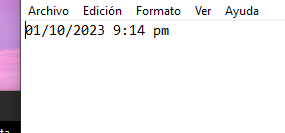 Archivo Edición Formato Ver Ayuda
01/10/2023 9:14 pm